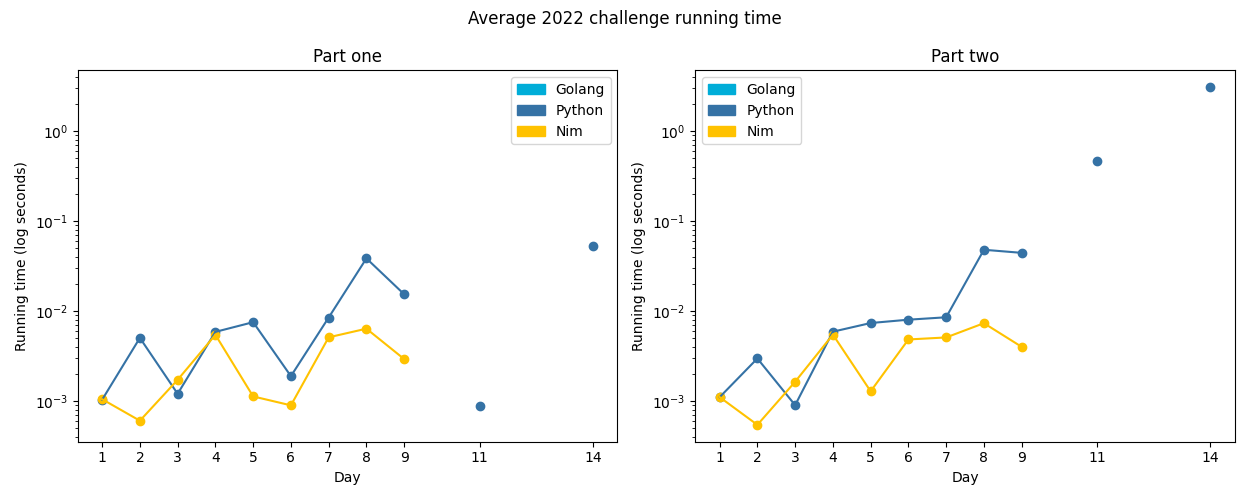 Average 2022 challenge running time
Part one
Running time (log seconds)
10⁰
10⁻¹
10⁻²
10⁻³
Golang
Python
Nim
1 2 3 4 5 6 7 8 9 11 14
Day
Part two
Running time (log seconds)
10⁰
10⁻¹
10⁻²
10⁻³
Golang
Python
Nim
1 2 3 4 5 6 7 8 9 11 14
Day